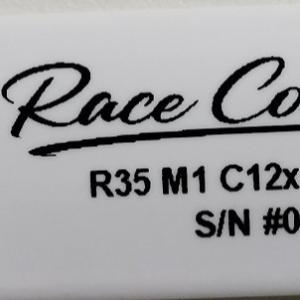 Race Co
R35 M1 C12x
S/N #0